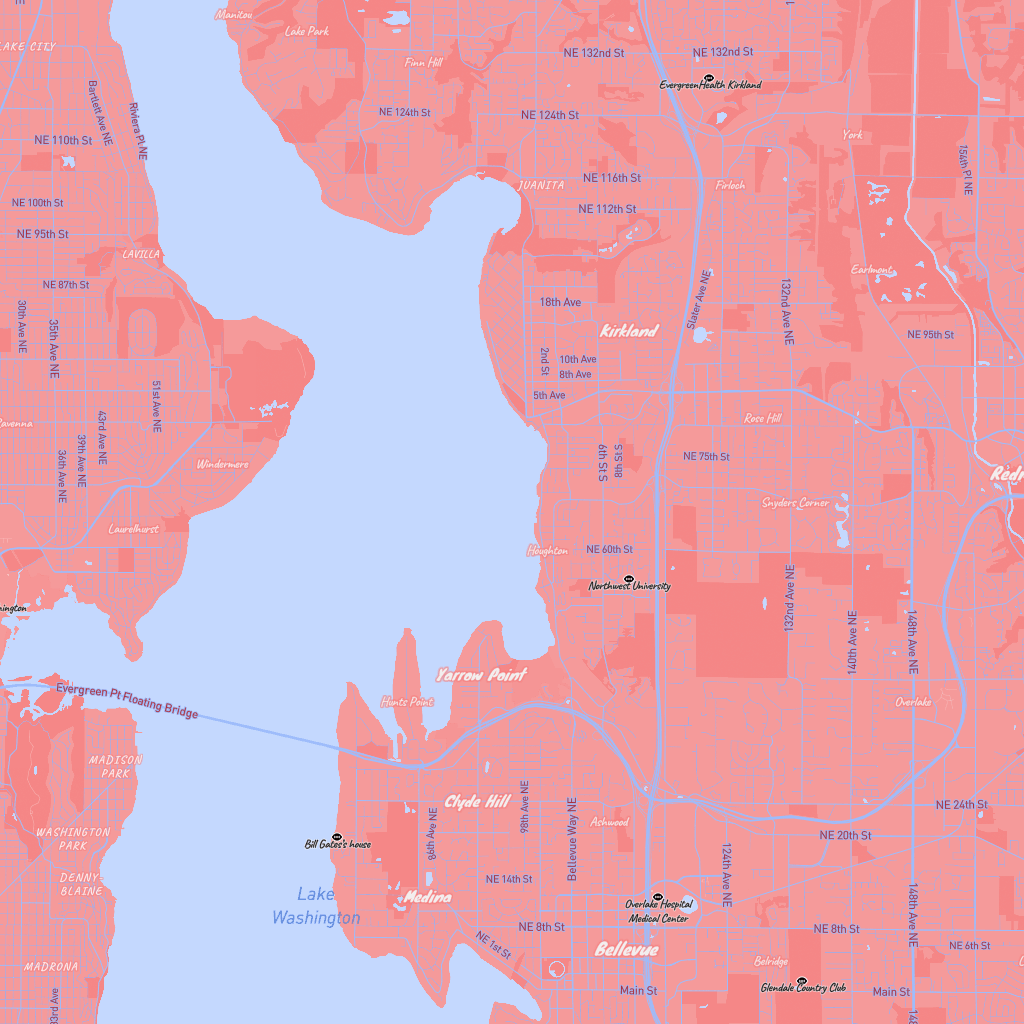 Manitou
Lake Park
LAKE CITY
NE 132nd St
NE 132nd St
Finn Hill
EvergreenHealth Kirkland
Bartlett Ave NE
Riviera Pl NE
NE 124th St
NE 124th St
York
NE 110th St
154th Pl NE
NE 116th St
JUANITA
Firloch
NE 100th St
NE 112th St
NE 95th St
LAVILLA
Earlmont
NE 87th St
30th Ave NE
35th Ave NE
18th Ave
Slater Ave NE
132nd Ave NE
Kirkland
NE 95th St
2nd St
10th Ave
8th Ave
5th Ave
51st Ave NE
43rd Ave NE
39th Ave NE
36th Ave NE
Ravenna
Rose Hill
6th St S
8th St S
NE 75th St
Windermere
Snyders Corner
Laurelhurst
Houghton
NE 60th St
Northwest University
132nd Ave NE
140th Ave NE
148th Ave NE
Yarrow Point
Hunts Point
Overlake
Evergreen Pt Floating Bridge
MADISON
PARK
Clyde Hill
86th Ave NE
98th Ave NE
Bellevue Way NE
Ashwood
NE 24th St
NE 20th St
WASHINGTON
PARK
Bill Gates's house
124th Ave NE
DENNY-
BLAINE
NE 14th St
Lake
Washington
Medina
Overlake Hospital
Medical Center
148th Ave NE
NE 8th St
NE 8th St
NE 1st St
Bellevue
NE 6th St
MADRONA
Belridge
Glendale Country Club
Main St
Main St